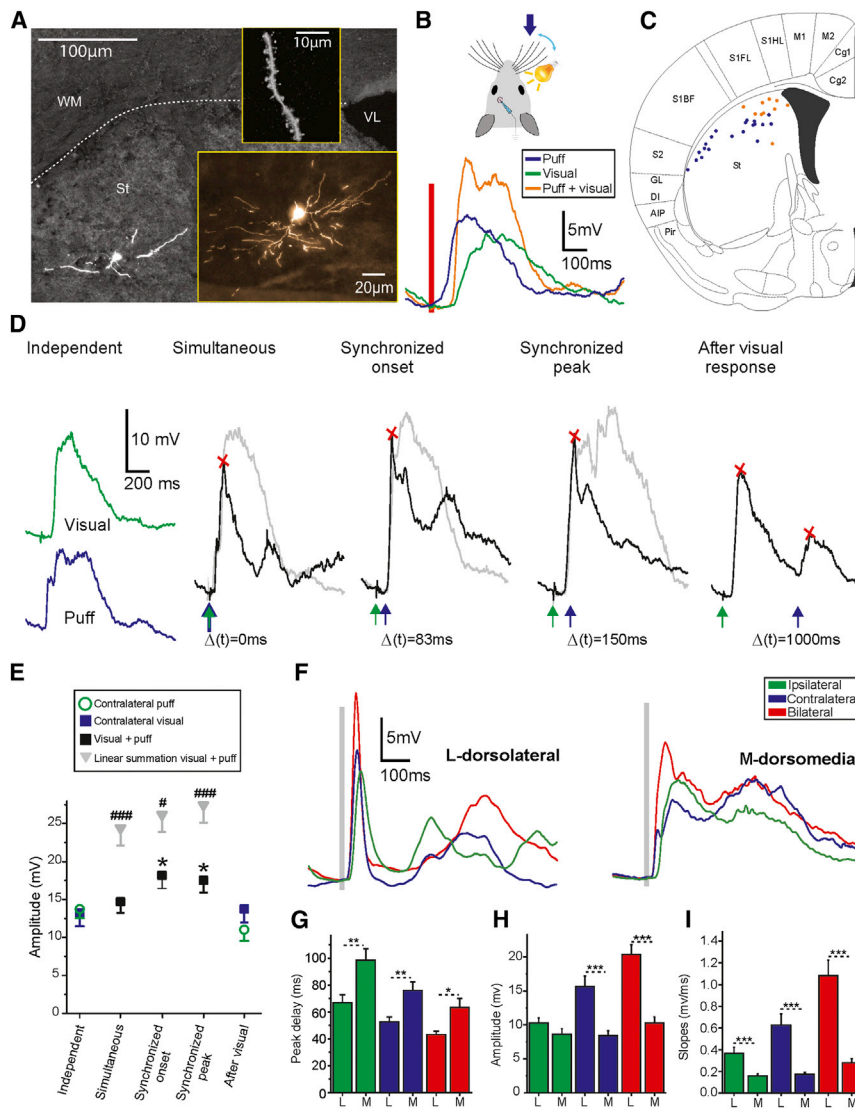 A
100µm
10µm
WM
VL
St
20µm
B
Puff
Visual
Puff + visual
5mV
100ms
C
S1BF
S1FL
S1HL
M1
M2
Cg1
Cg2
S2
GL
DI
AIP
Pir
St
D
Independent
Simultaneous
Synchronized
onset
Synchronized
peak
After visual
response
10 mV
200 ms
Visual
Puff
Δ(t)=0ms
Δ(t)=83ms
Δ(t)=150ms
Δ(t)=1000ms
E
Contralateral puff
Contralateral visual
Visual + puff
Linear summation visual + puff
###
#
###
*
*
Amplitude (mV)
25
20
15
10
5
0
Independent
Simultaneous
Synchronized
onset
Synchronized
peak
After visual
F
5mV
100ms
L-dorsolateral
Ipsilateral
Contralatera
Bilateral
M-dorsomedia
G
Peak delay (ms)
120
100
80
60
40
20
0
**
**
*
L M L M L M
H
Amplitude (mv)
25
20
15
10
5
0
***
***
L M L M L M
I
Slopes (mv/ms)
1.4
1.2
1.0
0.8
0.6
0.4
0.2
0
***
***
***
L M L M L M